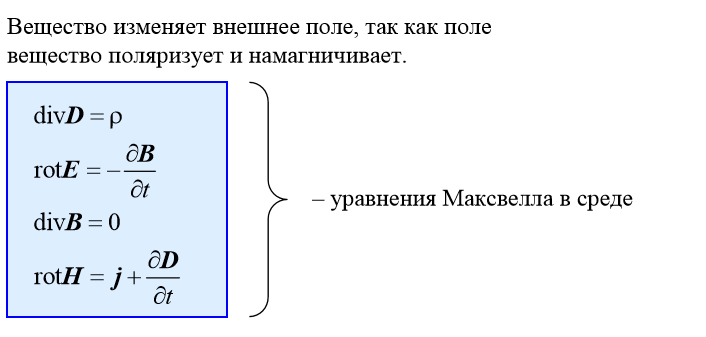 Вещество изменяет внешнее поле, так как поле
вещество поляризует и намагничивает.
divD = ρ
rotE = −∂B/∂t
divB = 0
rotH = j + ∂D/∂t
– уравнения Максвелла в среде